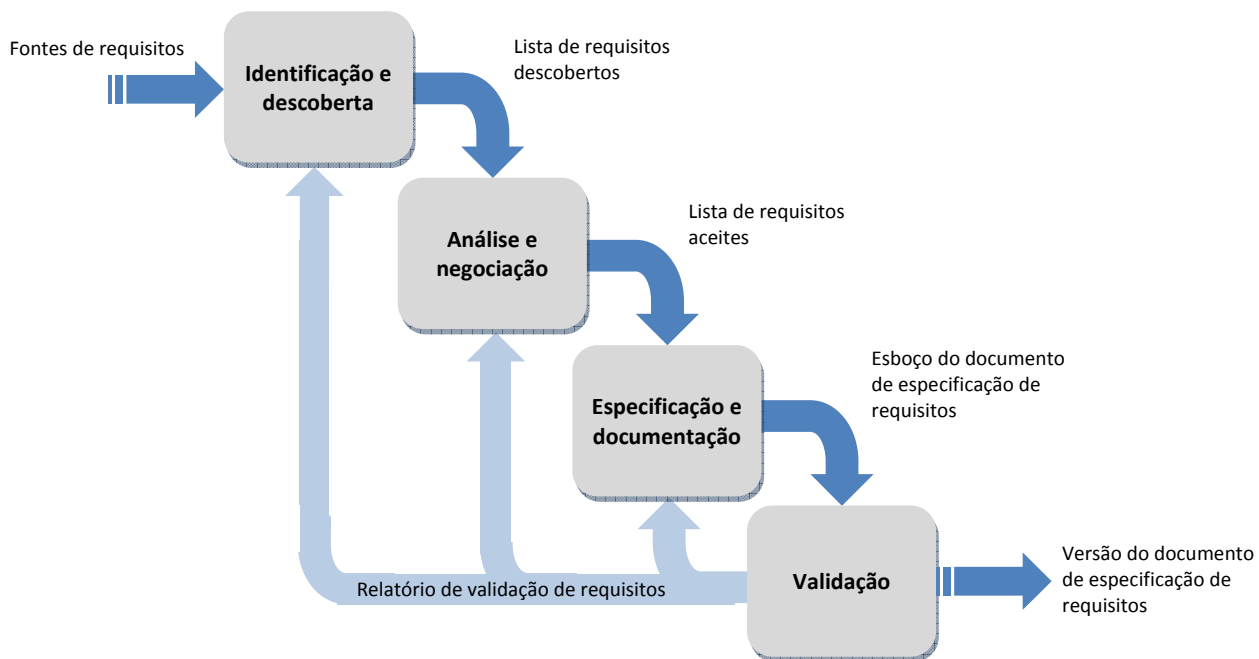 Fontes de requisitos
Identificação e
descoberta
Lista de requisitos
descobertos
Análise e
negociação
Lista de requisitos
aceites
Especificação e
documentação
Esboço do documento
de especificação de
requisitos
Validação
Versão do documento
de especificação de
requisitos
Relatório de validação de requisitos